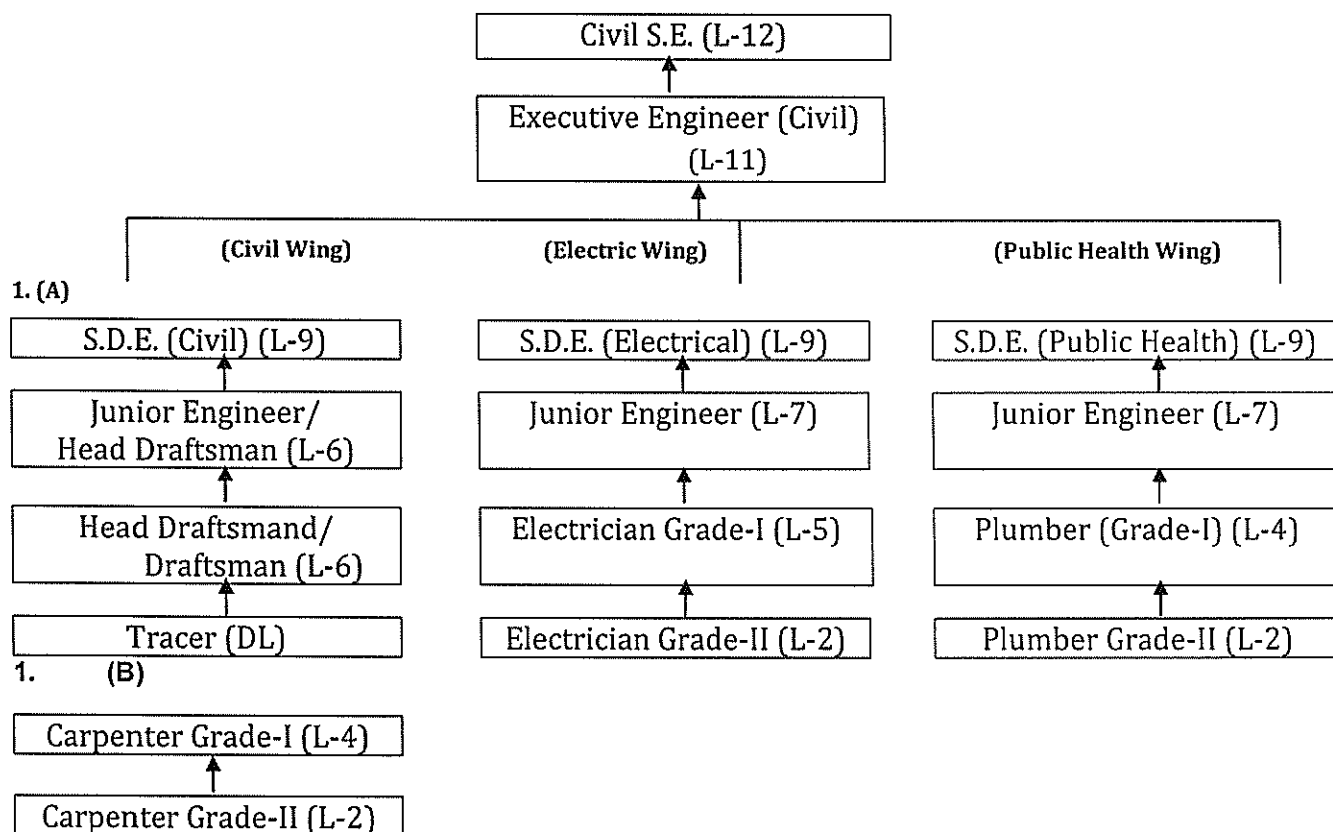 Civil S.E. (L-12)
Executive Engineer (Civil)
(L-11)
(Civil Wing)
(Electric Wing)
(Public Health Wing)
1. (A)
S.D.E. (Civil) (L-9)
S.D.E. (Electrical) (L-9)
S.D.E. (Public Health) (L-9)
Junior Engineer/
Head Draftsman (L-6)
Junior Engineer (L-7)
Junior Engineer (L-7)
Head Draftsmand/
Draftsman (L-6)
Electrician Grade-I (L-5)
Plumber (Grade-I) (L-4)
Tracer (DL)
Electrician Grade-II (L-2)
Plumber Grade-II (L-2)
1. (B)
Carpenter Grade-I (L-4)
Carpenter Grade-II (L-2)